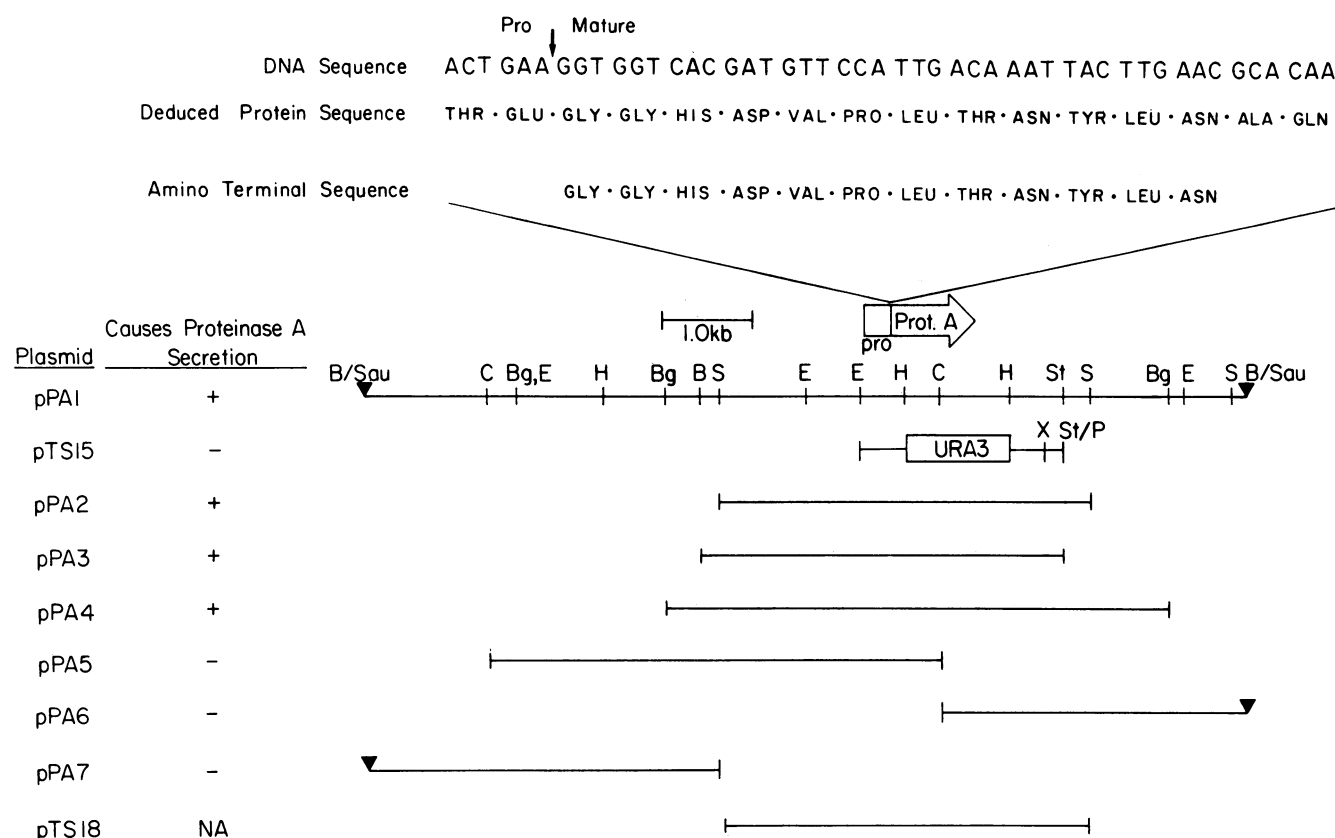 Pro Mature
DNA Sequence ACT GAA GGT GGT CAC GAT GTT CCA TTG ACA AAT TAC TTG AAC GCA CAA
Deduced Protein Sequence THR · GLU · GLY · GLY · HIS · ASP · VAL · PRO · LEU · THR · ASN · TYR · LEU · ASN · ALA · GLN
Amino Terminal Sequence GLY · GLY · HIS · ASP · VAL · PRO · LEU · THR · ASN · TYR · LEU · ASN
1.0kb
Prot. A
pro
Causes Proteinase A
Plasmid Secretion
B/Sau C Bg,E H Bg B S E E H C H St S Bg E S B/Sau
pPA1 +
X St/P
pTS15 - URA3
pPA2 +
pPA3 +
pPA4 +
pPA5 -
pPA6 -
pPA7 -
pTS18 NA